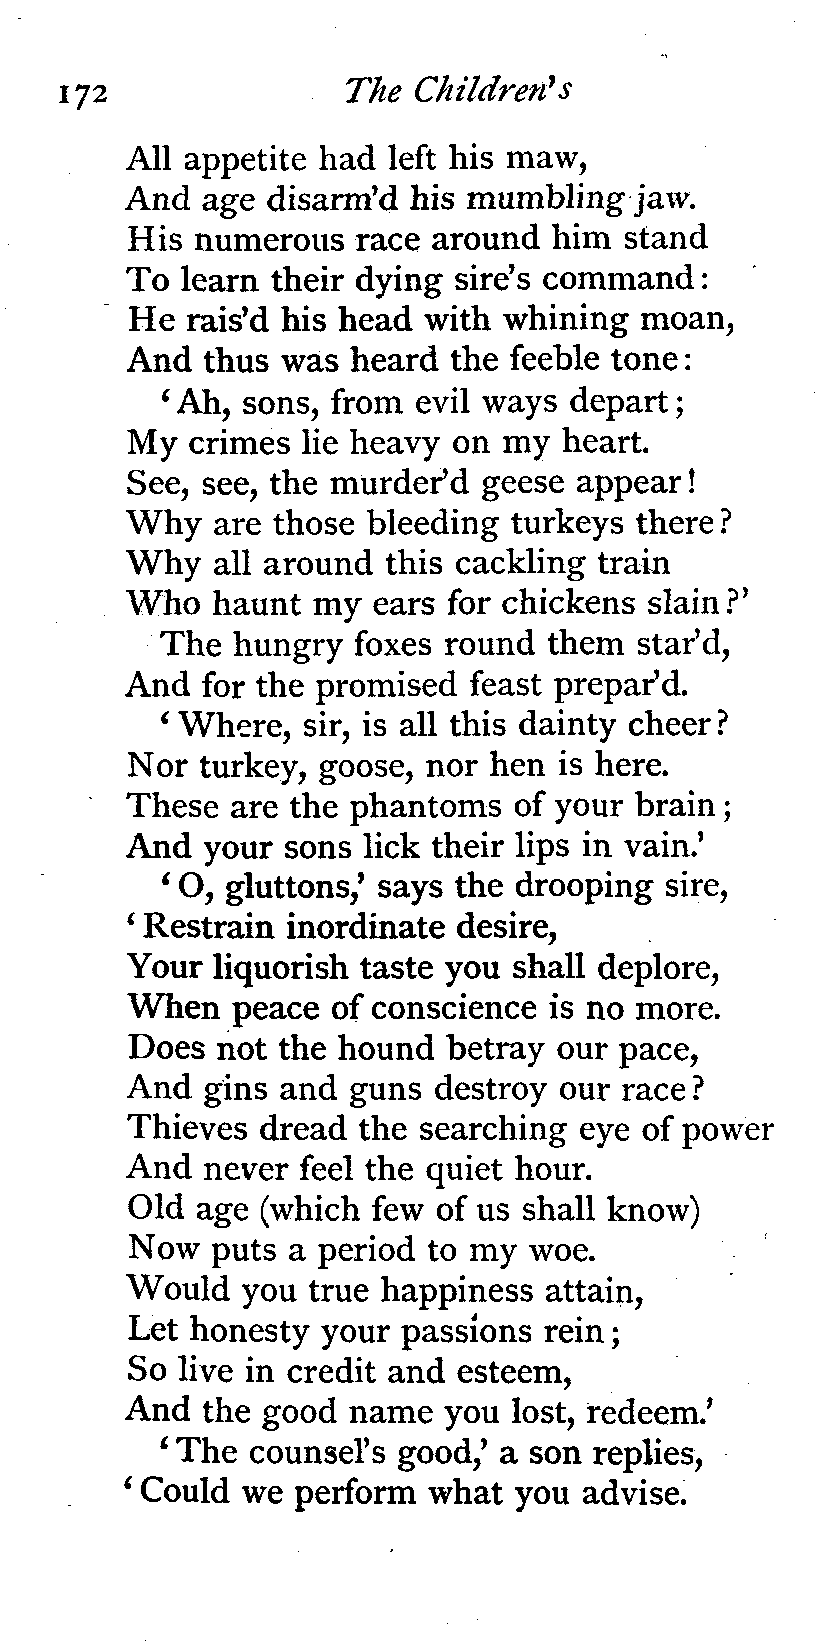 172 The Children's
All appetite had left his maw,
And age disarm'd his mumbling jaw.
His numerous race around him stand
To learn their dying sire's command:
He rais'd his head with whining moan,
And thus was heard the feeble tone:
‘Ah, sons, from evil ways depart;
My crimes lie heavy on my heart.
See, see, the murder'd geese appear!
Why are those bleeding turkeys there?
Why all around this cackling train
Who haunt my ears for chickens slain?’
The hungry foxes round them star'd,
And for the promised feast prepar'd.
‘Where, sir, is all this dainty cheer?
Nor turkey, goose, nor hen is here.
These are the phantoms of your brain;
And your sons lick their lips in vain.’
‘O, gluttons,’ says the drooping sire,
‘Restrain inordinate desire,
Your liquorish taste you shall deplore,
When peace of conscience is no more.
Does not the hound betray our pace,
And gins and guns destroy our race?
Thieves dread the searching eye of power
And never feel the quiet hour.
Old age (which few of us shall know)
Now puts a period to my woe.
Would you true happiness attain,
Let honesty your passions rein;
So live in credit and esteem,
And the good name you lost, redeem.’
‘The counsel's good,’ a son replies,
‘Could we perform what you advise.